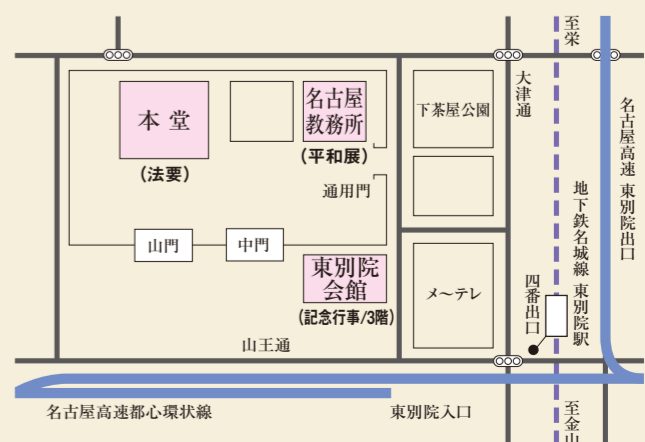 至栄
大津通
名古屋高速 東別院出口
本堂
(法要)
名古屋
教務所
(平和展)
下茶屋公園
通用門
地下鉄名城線 東別院駅
山門
中門
東別院
会館
(記念行事/3階)
メ〜テレ
四番出口
山王通
名古屋高速都心環状線
東別院入口
至金山